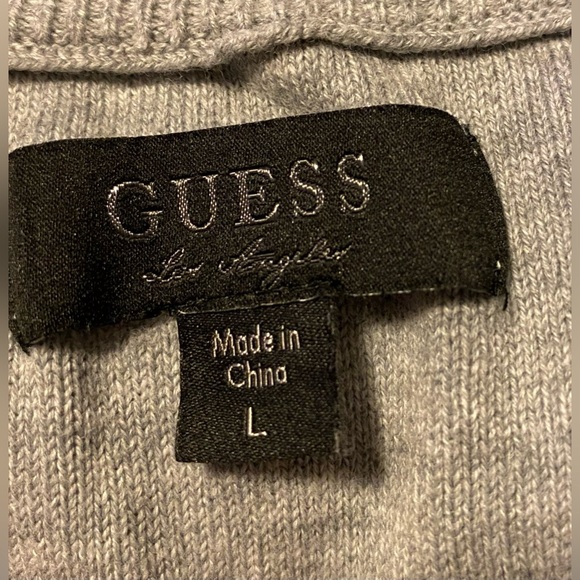 GUESS
Los Angeles
Made in
China
L